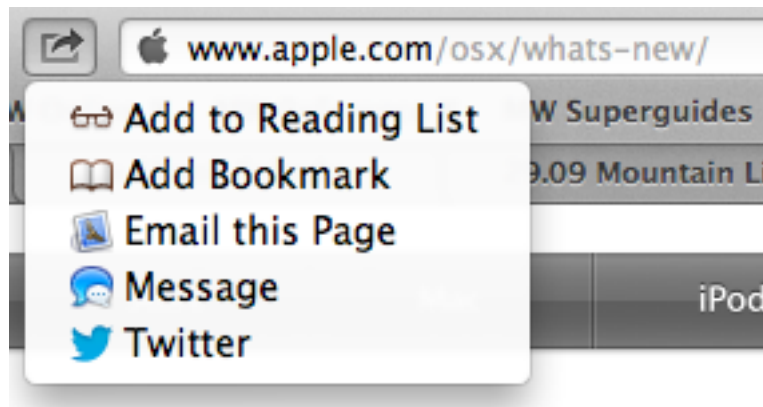 www.apple.com/osx/whats-new/
Add to Reading List
W Superguides
Add Bookmark
9.09 Mountain Li
Email this Page
Message
iPod
Twitter